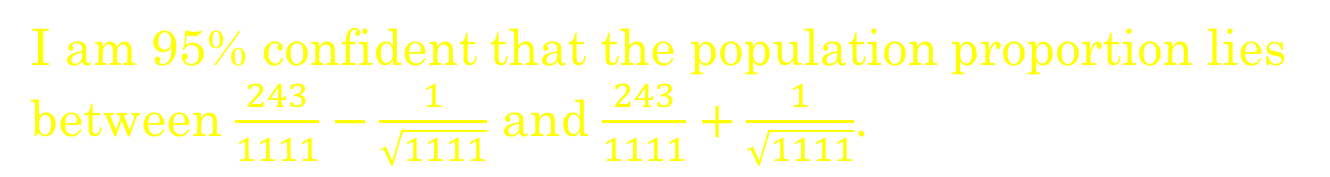 I am 95% confident that the population proportion lies
between 243/1111 − 1/√1111 and 243/1111 + 1/√1111.